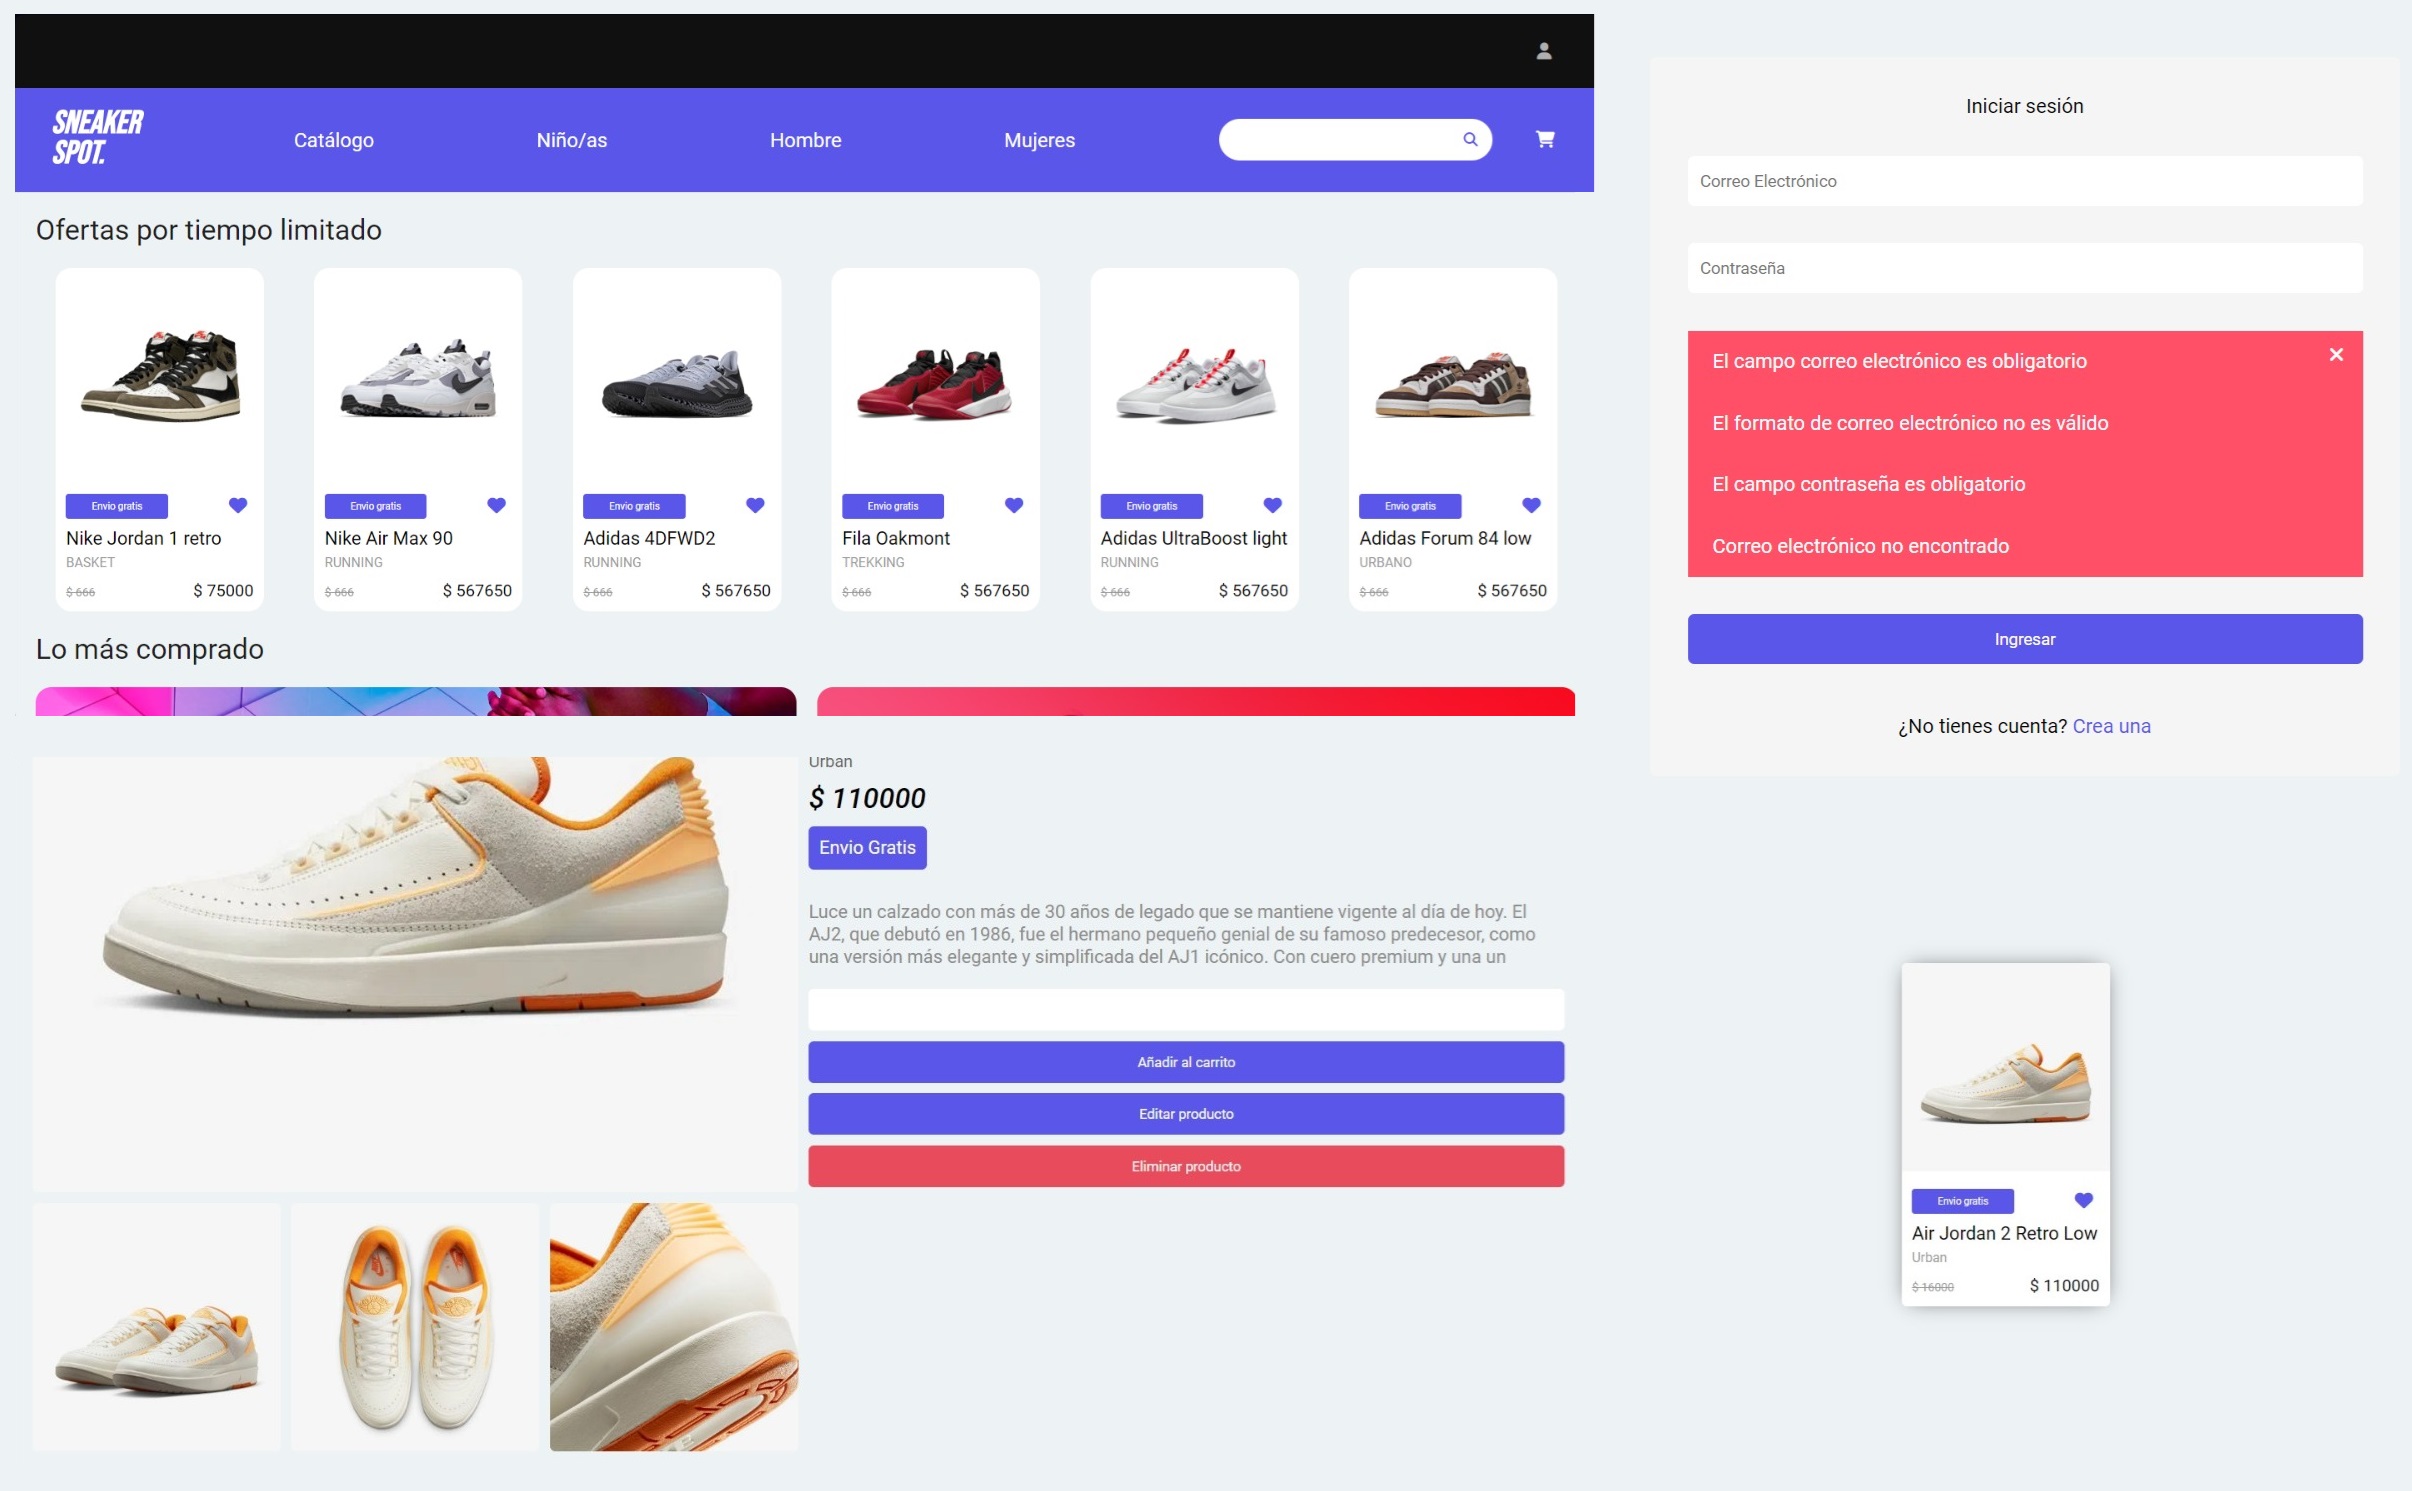 SNEAKER
SPOT.
Catálogo
Niño/as
Hombre
Mujeres
Ofertas por tiempo limitado
Envio gratis
Nike Jordan 1 retro
BASKET
$ 666 $ 75000
Envio gratis
Nike Air Max 90
RUNNING
$ 666 $ 567650
Envio gratis
Adidas 4DFWD2
RUNNING
$ 666 $ 567650
Envio gratis
Fila Oakmont
TREKKING
$ 666 $ 567650
Envio gratis
Adidas UltraBoost light
RUNNING
$ 666 $ 567650
Envio gratis
Adidas Forum 84 low
URBANO
$ 666 $ 567650
Lo más comprado
Urban
$ 110000
Envio Gratis
Luce un calzado con más de 30 años de legado que se mantiene vigente al día de hoy. El
AJ2, que debutó en 1986, fue el hermano pequeño genial de su famoso predecesor, como
una versión más elegante y simplificada del AJ1 icónico. Con cuero premium y una un
Añadir al carrito
Editar producto
Eliminar producto
Iniciar sesión
Correo Electrónico
Contraseña
El campo correo electrónico es obligatorio
El formato de correo electrónico no es válido
El campo contraseña es obligatorio
Correo electrónico no encontrado
Ingresar
¿No tienes cuenta? Crea una
Envio gratis
Air Jordan 2 Retro Low
Urban
$ 16000 $ 110000